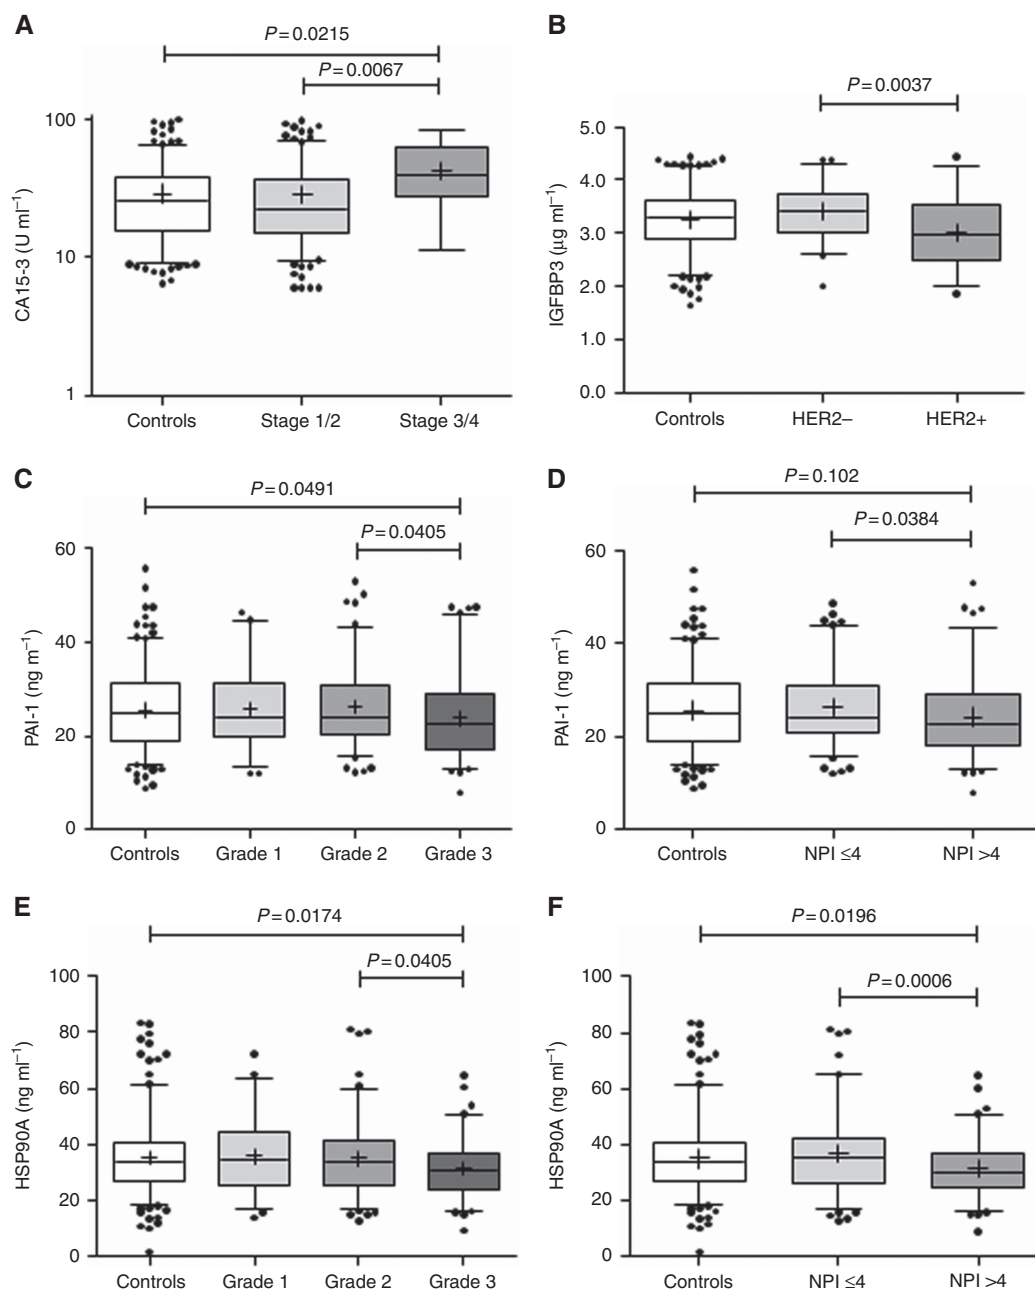 A
P=0.0215
P=0.0067
CA15-3 (U ml⁻¹)
100
10
1
Controls Stage 1/2 Stage 3/4
B
P=0.0037
IGFBP3 (µg ml⁻¹)
5.0
4.0
3.0
2.0
1.0
0.0
Controls HER2– HER2+
C
P=0.0491
P=0.0405
PAI-1 (ng m⁻¹)
60
40
20
0
Controls Grade 1 Grade 2 Grade 3
D
P=0.102
P=0.0384
PAI-1 (ng m⁻¹)
60
40
20
0
Controls NPI ≤4 NPI >4
E
P=0.0174
P=0.0405
HSP90A (ng ml⁻¹)
100
80
60
40
20
0
Controls Grade 1 Grade 2 Grade 3
F
P=0.0196
P=0.0006
HSP90A (ng ml⁻¹)
100
80
60
40
20
0
Controls NPI ≤4 NPI >4